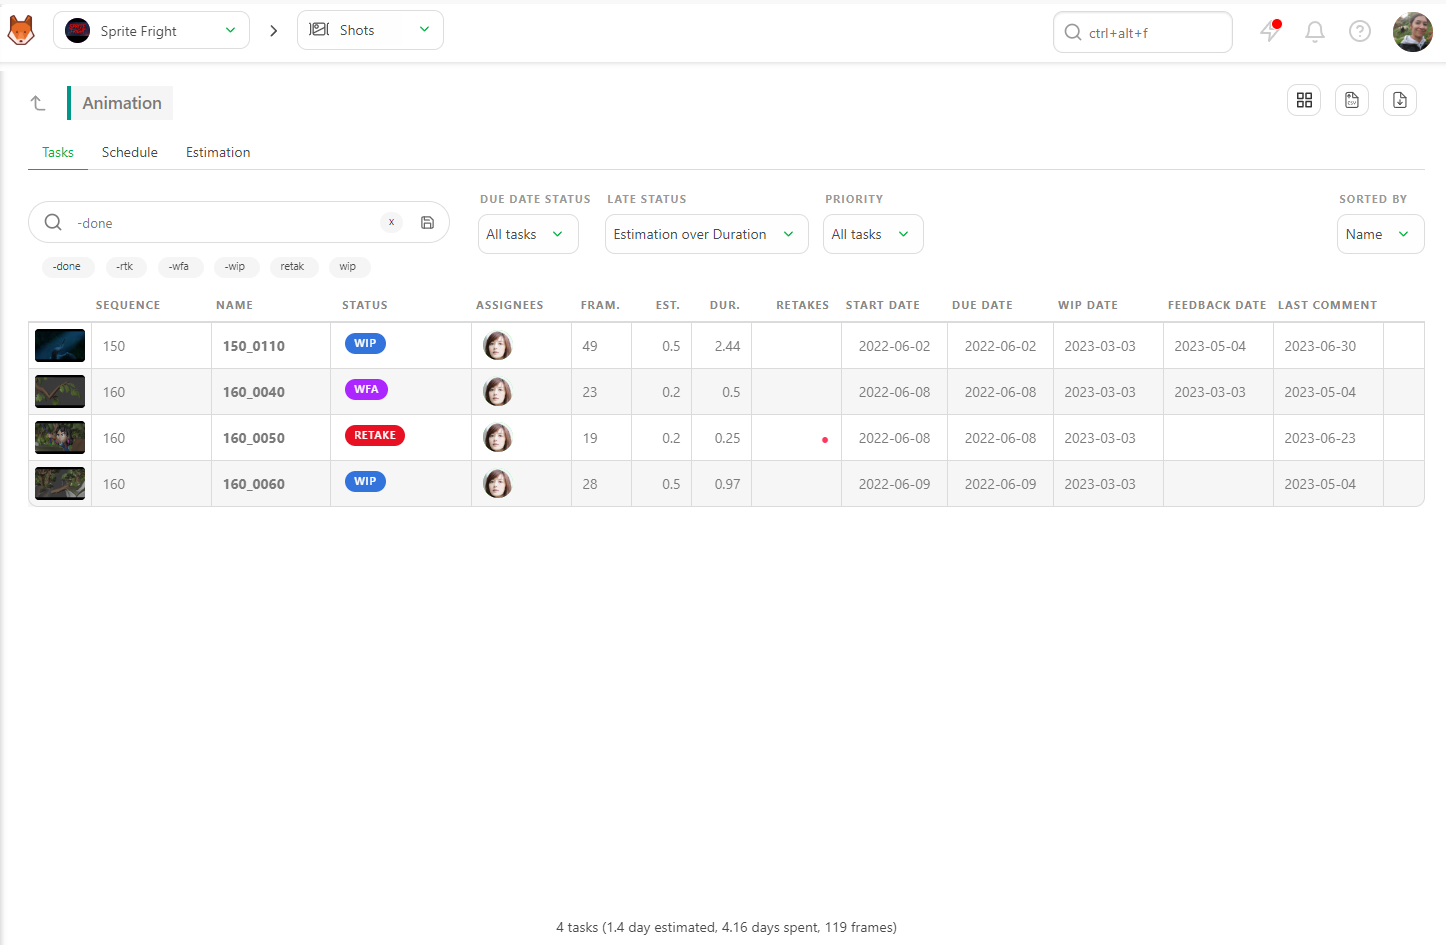 Sprite Fright
Shots
ctrl+alt+f
Animation
CSV
Tasks Schedule Estimation
DUE DATE STATUS LATE STATUS PRIORITY SORTED BY
-done x All tasks Estimation over Duration All tasks Name
-done -rtk -wfa -wip retak wip
SEQUENCE NAME STATUS ASSIGNEES FRAM. EST. DUR. RETAKES START DATE DUE DATE WIP DATE FEEDBACK DATE LAST COMMENT
150 150_0110 WIP 49 0.5 2.44 2022-06-02 2022-06-02 2023-03-03 2023-05-04 2023-06-30
160 160_0040 WFA 23 0.2 0.5 2022-06-08 2022-06-08 2023-03-03 2023-03-03 2023-05-04
160 160_0050 RETAKE 19 0.2 0.25 2022-06-08 2022-06-08 2023-03-03 2023-06-23
160 160_0060 WIP 28 0.5 0.97 2022-06-09 2022-06-09 2023-03-03 2023-05-04
4 tasks (1.4 day estimated, 4.16 days spent, 119 frames)